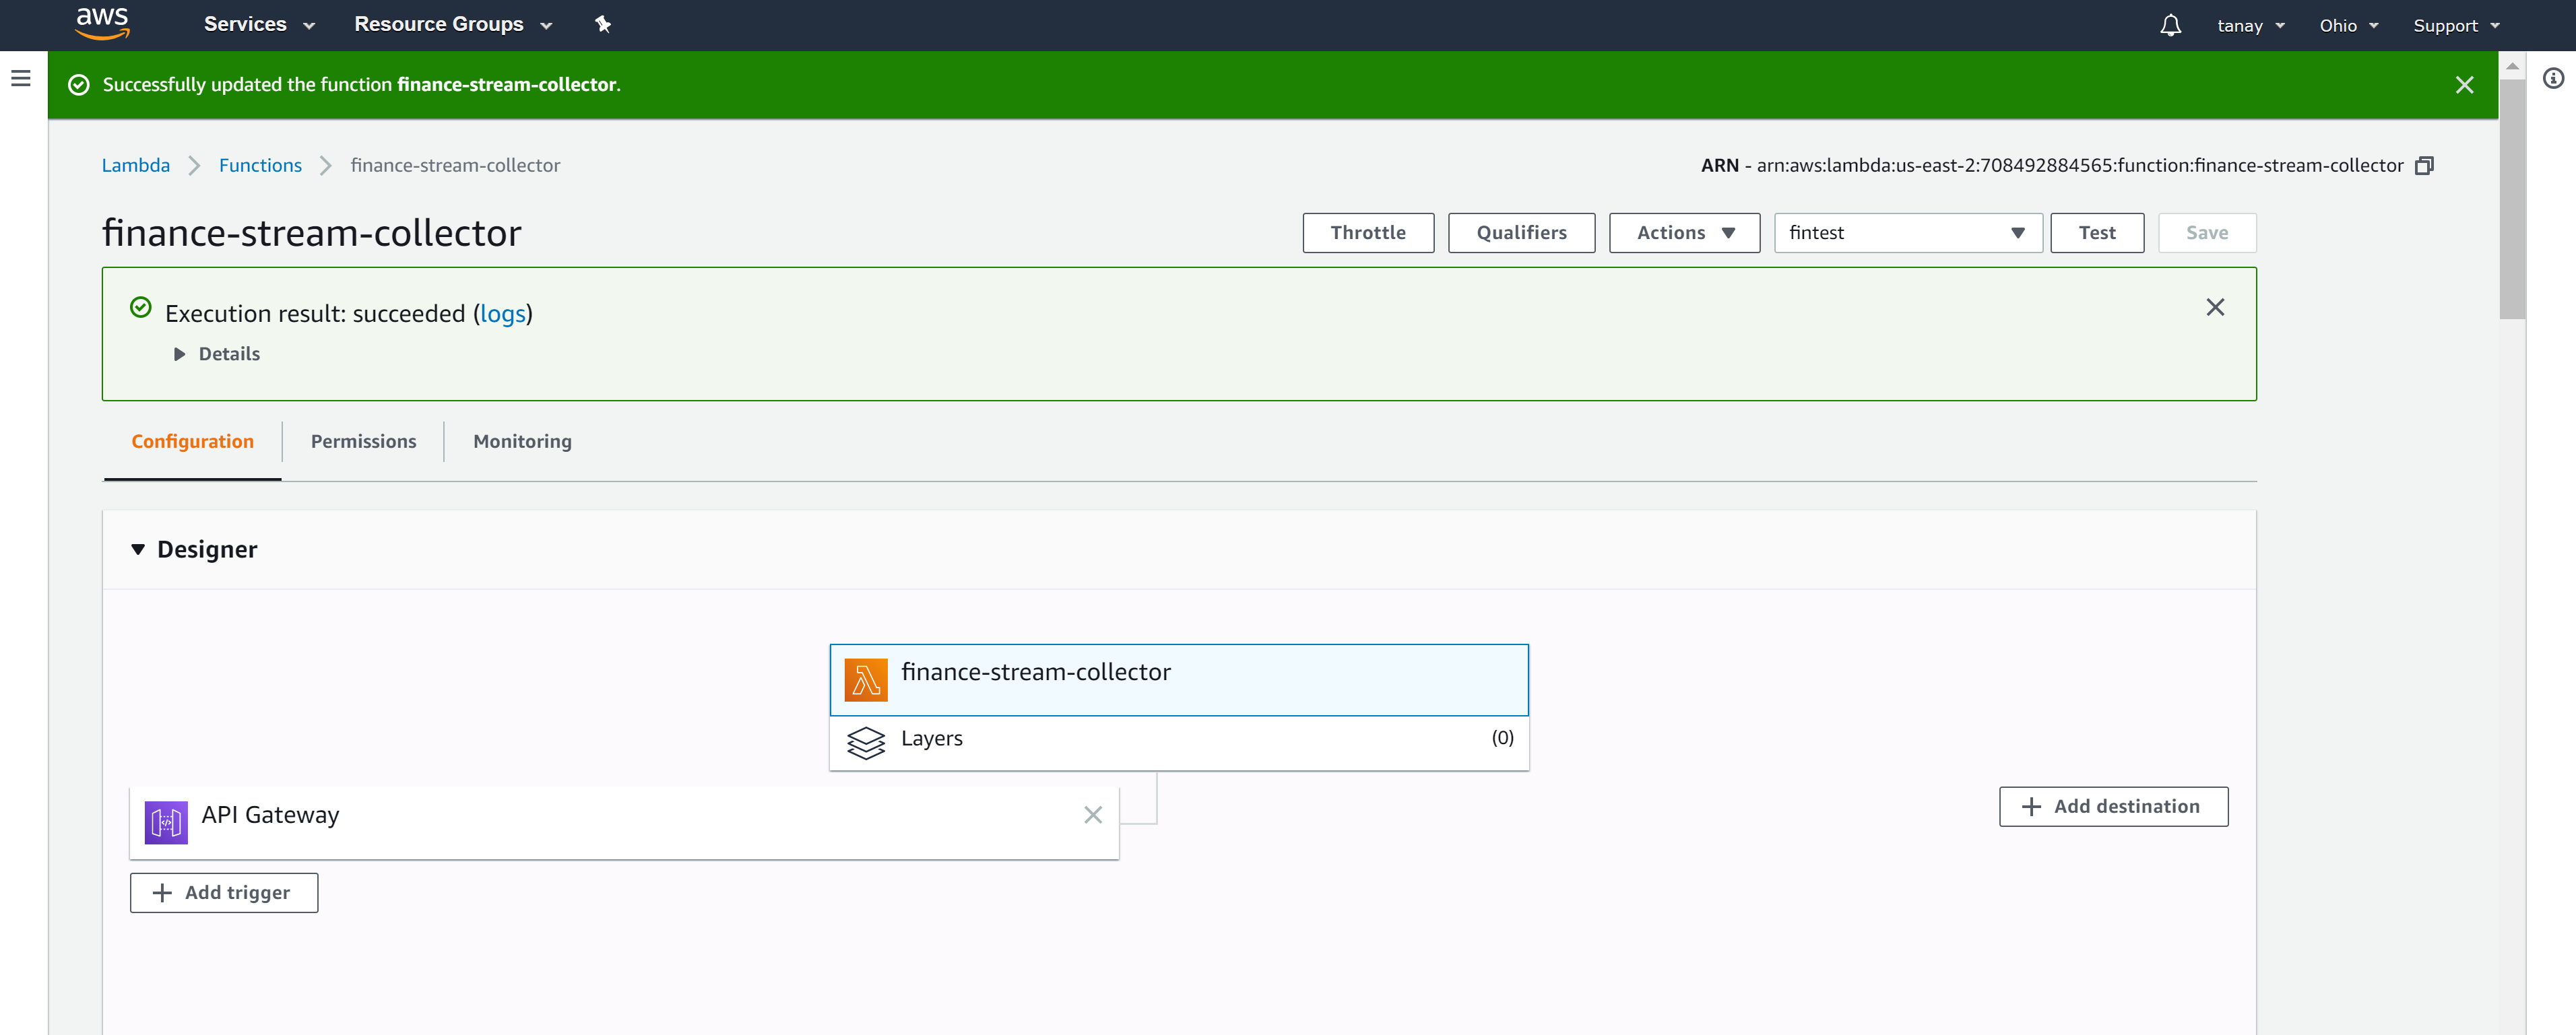 aws Services Resource Groups tanay Ohio Support
Successfully updated the function finance-stream-collector.
Lambda Functions finance-stream-collector ARN - arn:aws:lambda:us-east-2:708492884565:function:finance-stream-collector
finance-stream-collector Throttle Qualifiers Actions fintest Test Save
Execution result: succeeded (logs)
Details
Configuration Permissions Monitoring
Designer
finance-stream-collector
Layers (0)
API Gateway
Add destination
Add trigger